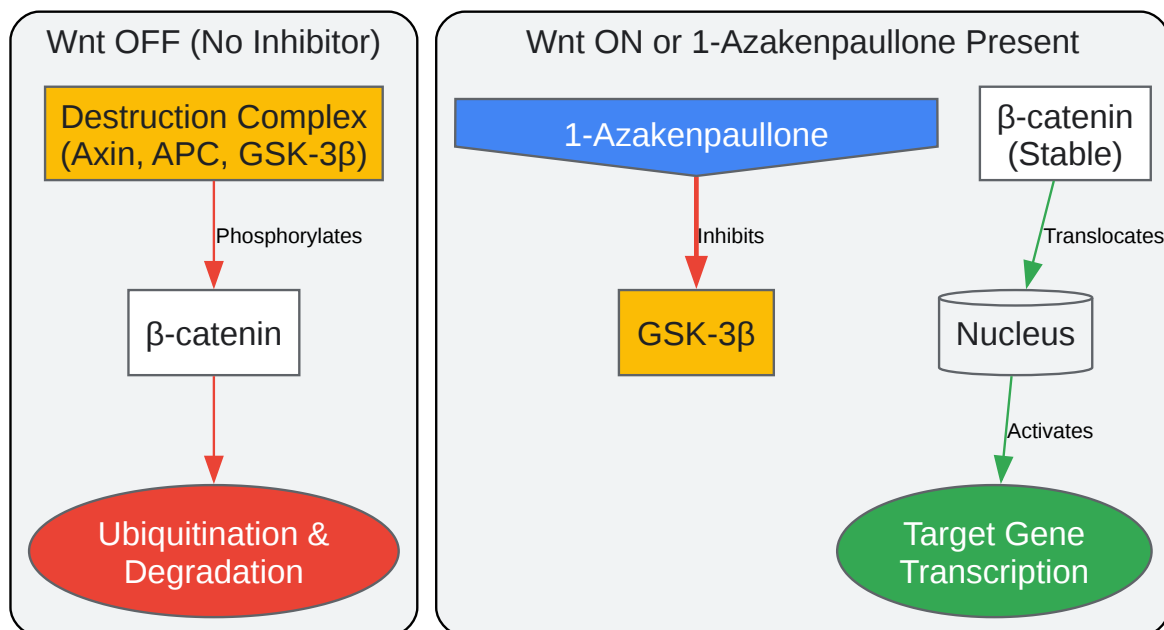 Wnt OFF (No Inhibitor)
Destruction Complex
(Axin, APC, GSK-3β)
Phosphorylates
β-catenin
Ubiquitination &
Degradation
Wnt ON or 1-Azakenpaullone Present
1-Azakenpaullone
Inhibits
GSK-3β
β-catenin
(Stable)
Translocates
Nucleus
Activates
Target Gene
Transcription